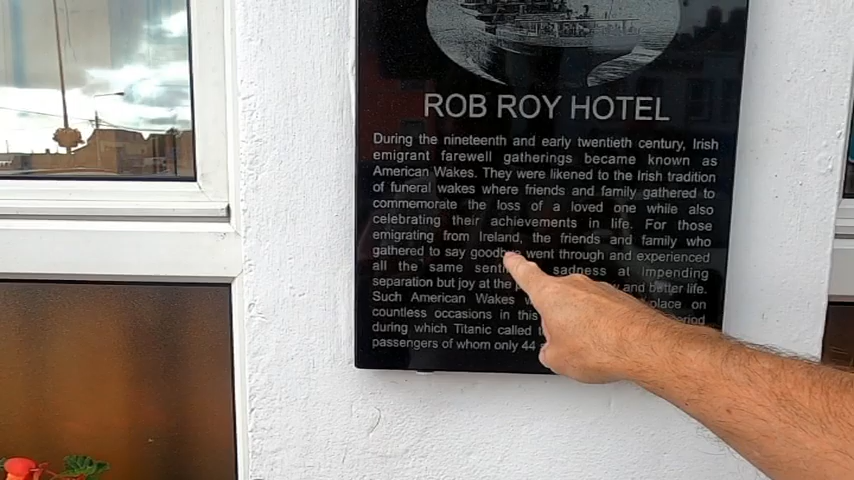 ROB ROY HOTEL
During the nineteenth and early twentieth century, Irish
emigrant farewell gatherings became known as
American Wakes. They were likened to the Irish tradition
of funeral wakes where friends and family gathered to
commemorate the loss of a loved one while also
celebrating their achievements in life. For those
emigrating from Ireland, the friends and family who
gathered to say goodbye went through and experienced
all the same sadness at impending
separation but joy at the and better life.
Such American Wakes place on
countless occasions in this period
during which Titanic called
passengers of whom only 44